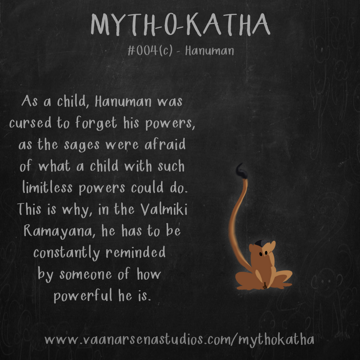 MYTH-O-KATHA
#004(c) - Hanuman
As a child, Hanuman was
cursed to forget his powers,
as the sages were afraid
of what a child with such
limitless powers could do.
This is why, in the Valmiki
Ramayana, he has to be
constantly reminded
by someone of how
powerful he is.
www.vaanarsenastudios.com/mythokatha